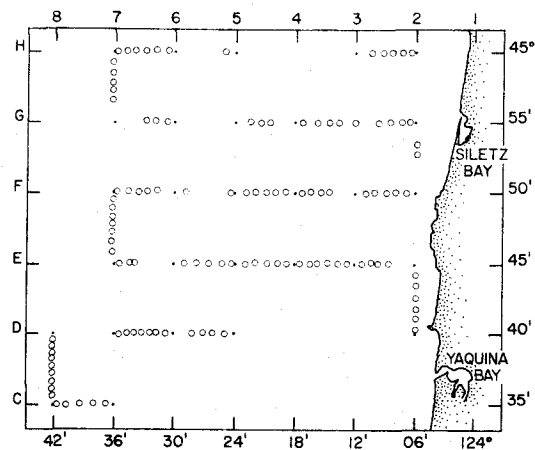 8 7 6 5 4 3 2 1
H 45°
G 55'
SILETZ
BAY
F 50'
E 45'
D 40'
YAQUINA
BAY
C 35'
42' 36' 30' 24' 18' 12' 06' 124°